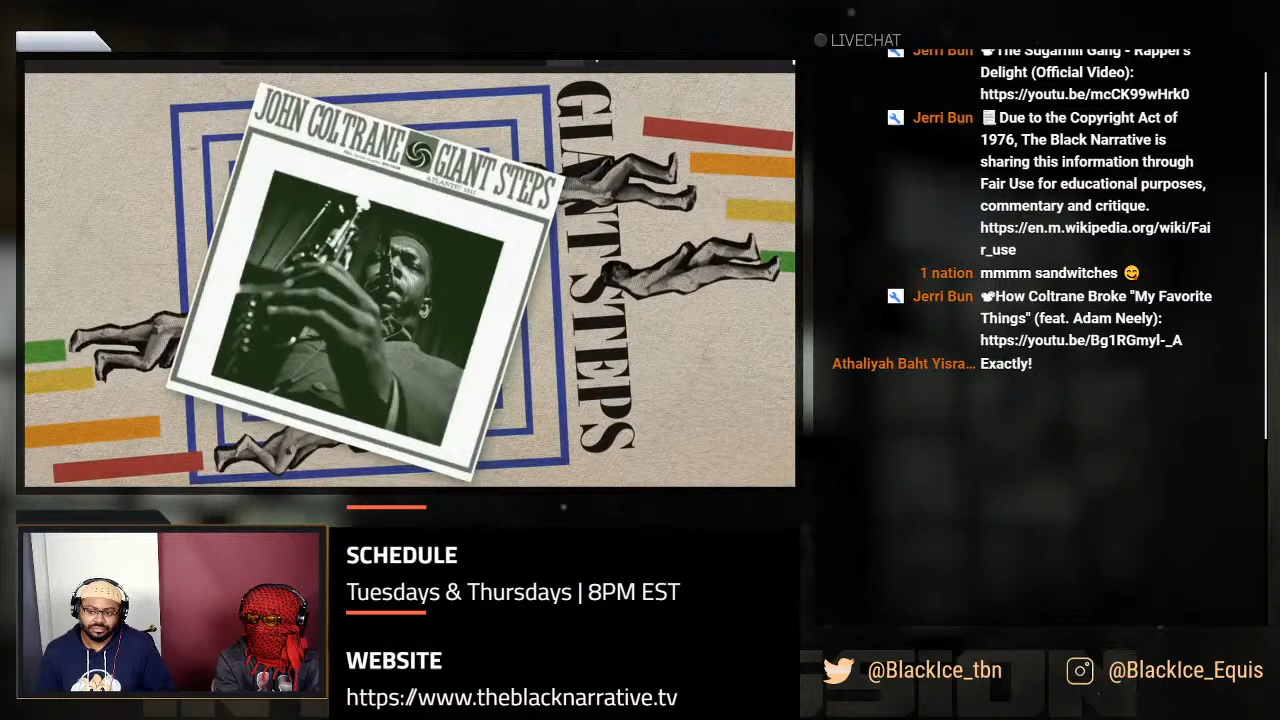 JOHN COLTRANE GIANT STEPS
GIANT STEPS
LIVECHAT
Jerri Bun The Sugarhill Gang - Rapper's
Delight (Official Video):
https://youtu.be/mcCK99wHrk0
Jerri Bun Due to the Copyright Act of
1976, The Black Narrative is
sharing this information through
Fair Use for educational purposes,
commentary and critique.
https://en.m.wikipedia.org/wiki/Fai
r_use
1 nation mmmm sandwitches 😋
Jerri Bun How Coltrane Broke "My Favorite
Things" (feat. Adam Neely):
https://youtu.be/Bg1RGmyl-_A
Athaliyah Baht Yisra... Exactly!
SCHEDULE
Tuesdays & Thursdays | 8PM EST
WEBSITE
https://www.theblacknarrative.tv
@BlackIce_tbn
@BlackIce_Equis